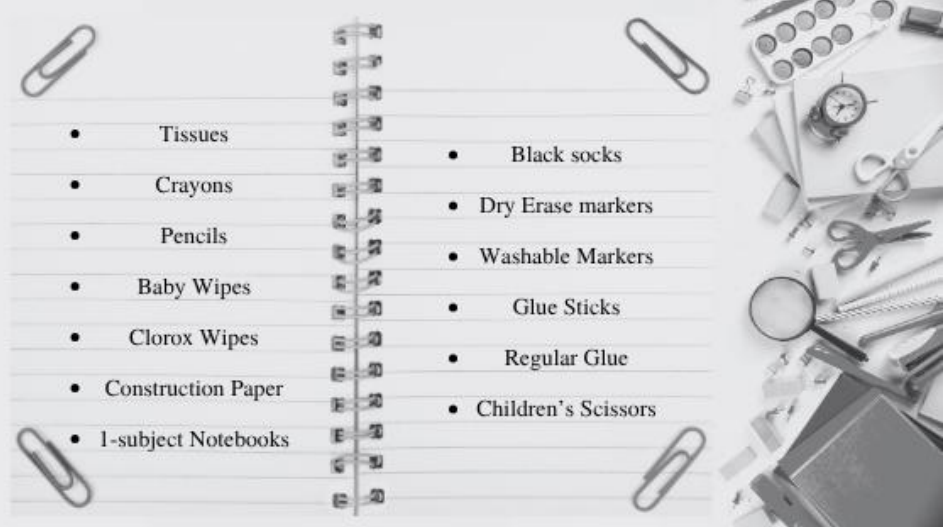 • Tissues
• Crayons
• Pencils
• Baby Wipes
• Clorox Wipes
• Construction Paper
• 1-subject Notebooks
• Black socks
• Dry Erase markers
• Washable Markers
• Glue Sticks
• Regular Glue
• Children's Scissors